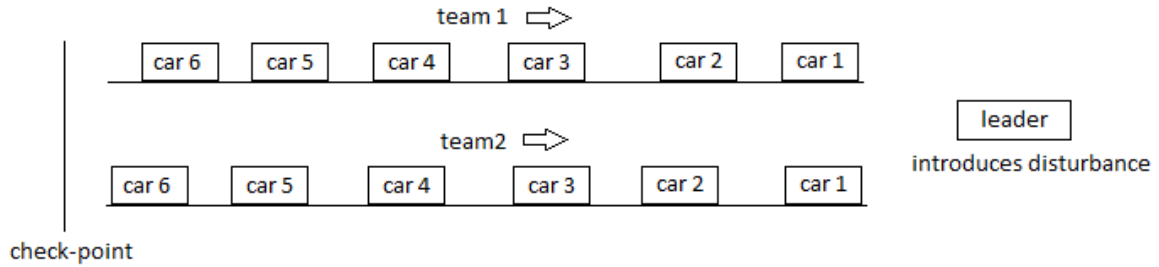 team 1
car 6 car 5 car 4 car 3 car 2 car 1
leader
introduces disturbance
team2
car 6 car 5 car 4 car 3 car 2 car 1
check-point